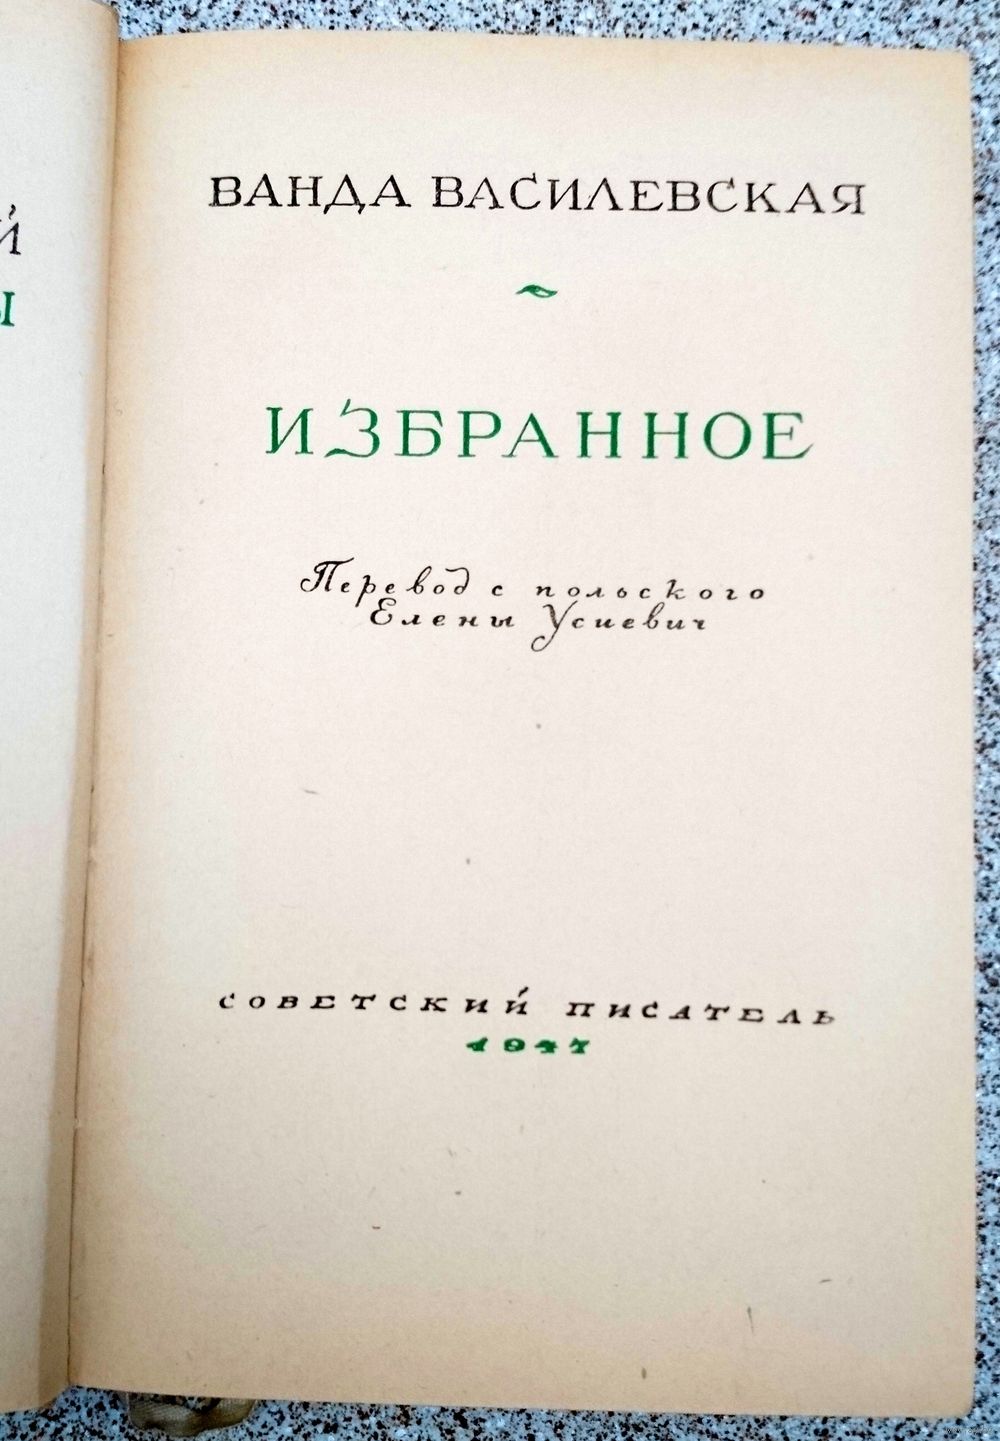 Й
Ы
ВАНДА ВАСИЛЕВСКАЯ
ИЗБРАННОЕ
Перевод с польского
Елены Усиевич
СОВЕТСКИЙ ПИСАТЕЛЬ
1947